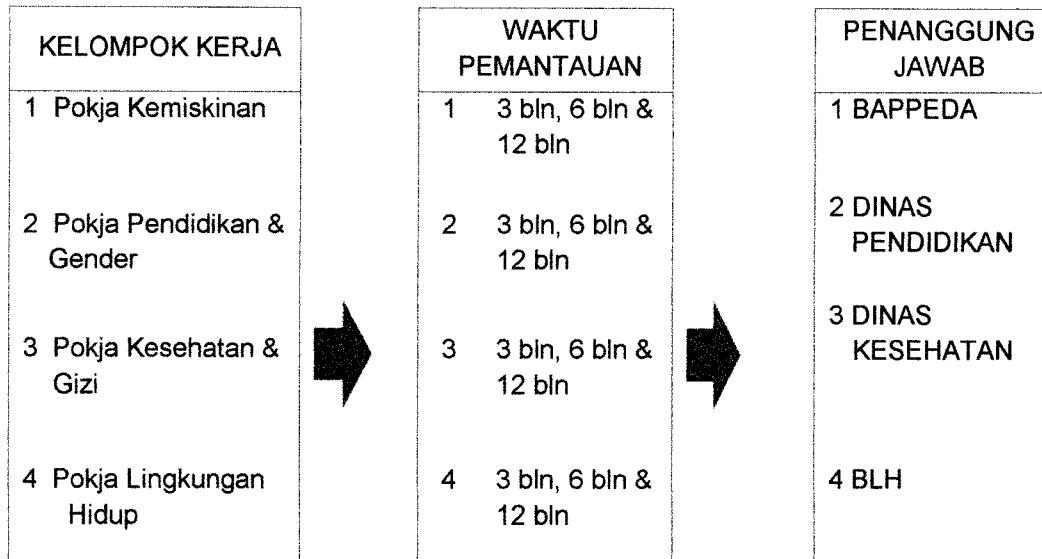 KELOMPOK KERJA
1 Pokja Kemiskinan
2 Pokja Pendidikan &
Gender
3 Pokja Kesehatan &
Gizi
4 Pokja Lingkungan
Hidup
WAKTU
PEMANTAUAN
1 3 bln, 6 bln &
12 bln
2 3 bln, 6 bln &
12 bln
3 3 bln, 6 bln &
12 bln
4 3 bln, 6 bln &
12 bln
PENANGGUNG
JAWAB
1 BAPPEDA
2 DINAS
PENDIDIKAN
3 DINAS
KESEHATAN
4 BLH